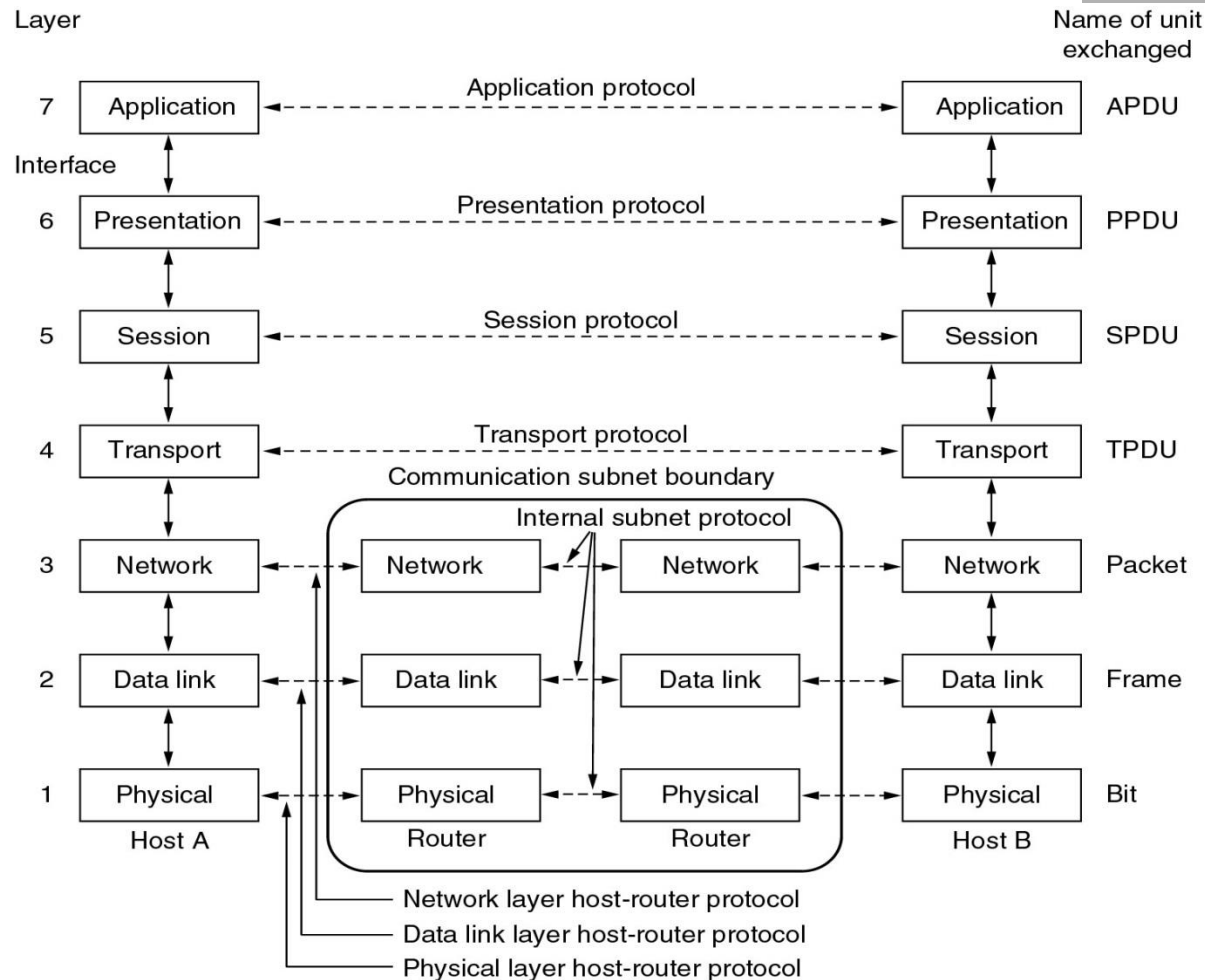 Layer
Name of unit
exchanged
7
Application
Application protocol
Application
APDU
Interface
6
Presentation
Presentation protocol
Presentation
PPDU
5
Session
Session protocol
Session
SPDU
4
Transport
Transport protocol
Transport
TPDU
Communication subnet boundary
Internal subnet protocol
3
Network
Network
Network
Network
Packet
2
Data link
Data link
Data link
Data link
Frame
1
Physical
Physical
Physical
Physical
Bit
Host A
Router
Router
Host B
Network layer host-router protocol
Data link layer host-router protocol
Physical layer host-router protocol